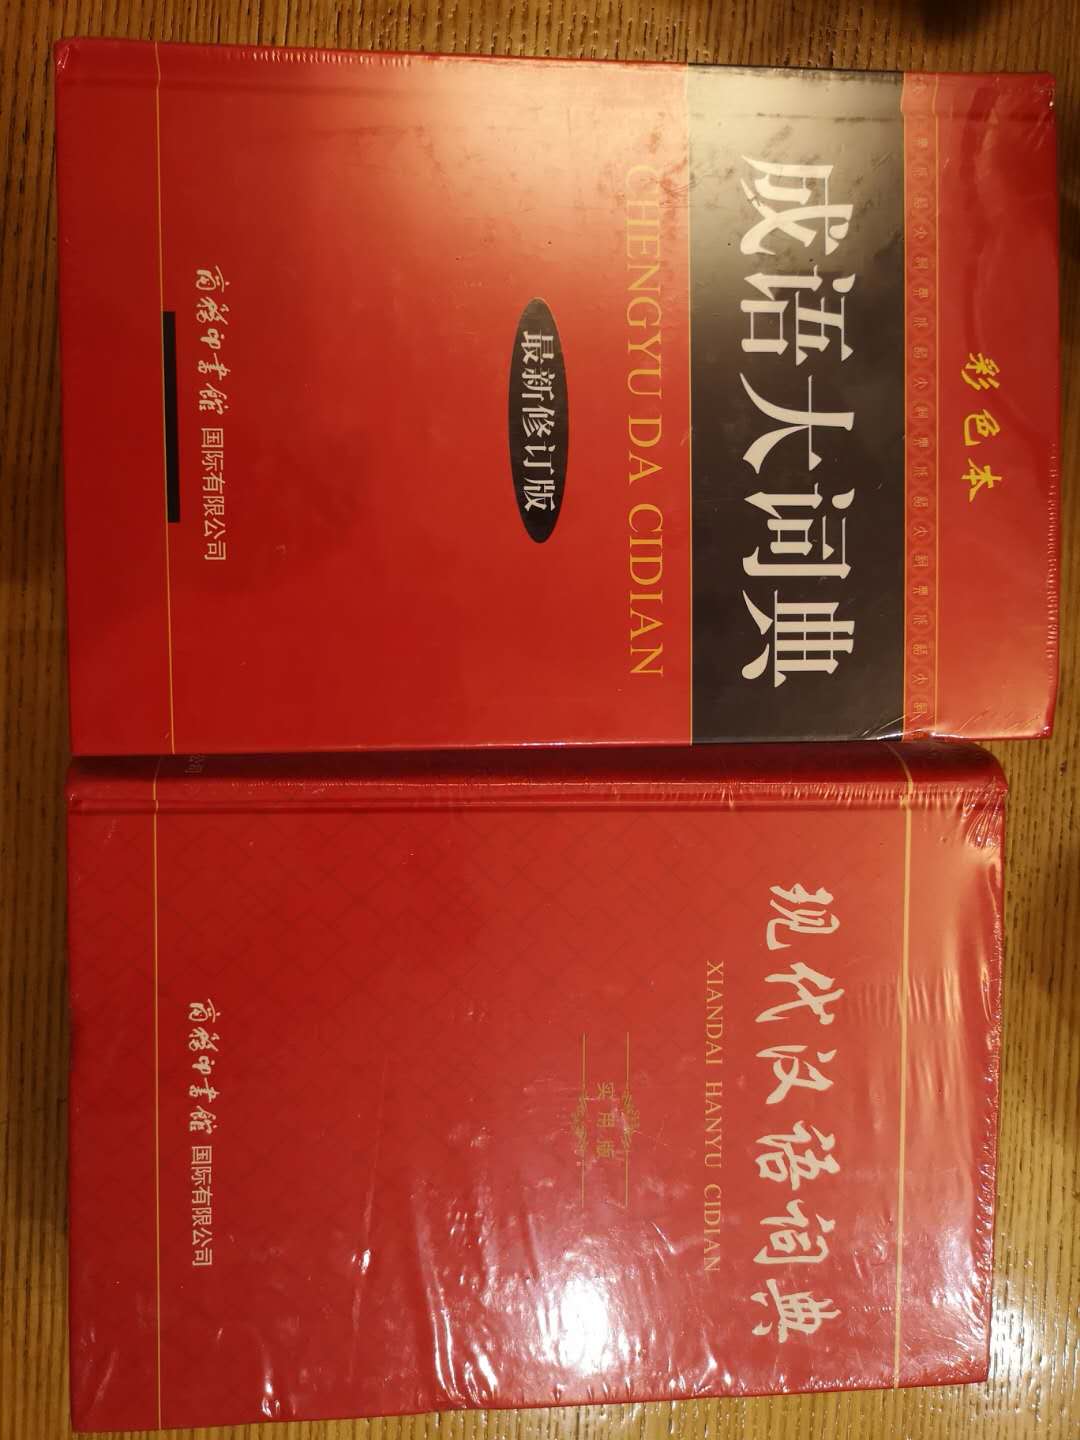 彩色本
成语大词典
CHENGYU DA CIDIAN
最新修订版
商务印书馆 国际有限公司
现代汉语词典
XIANDAI HANYU CIDIAN
实用版
商务印书馆 国际有限公司